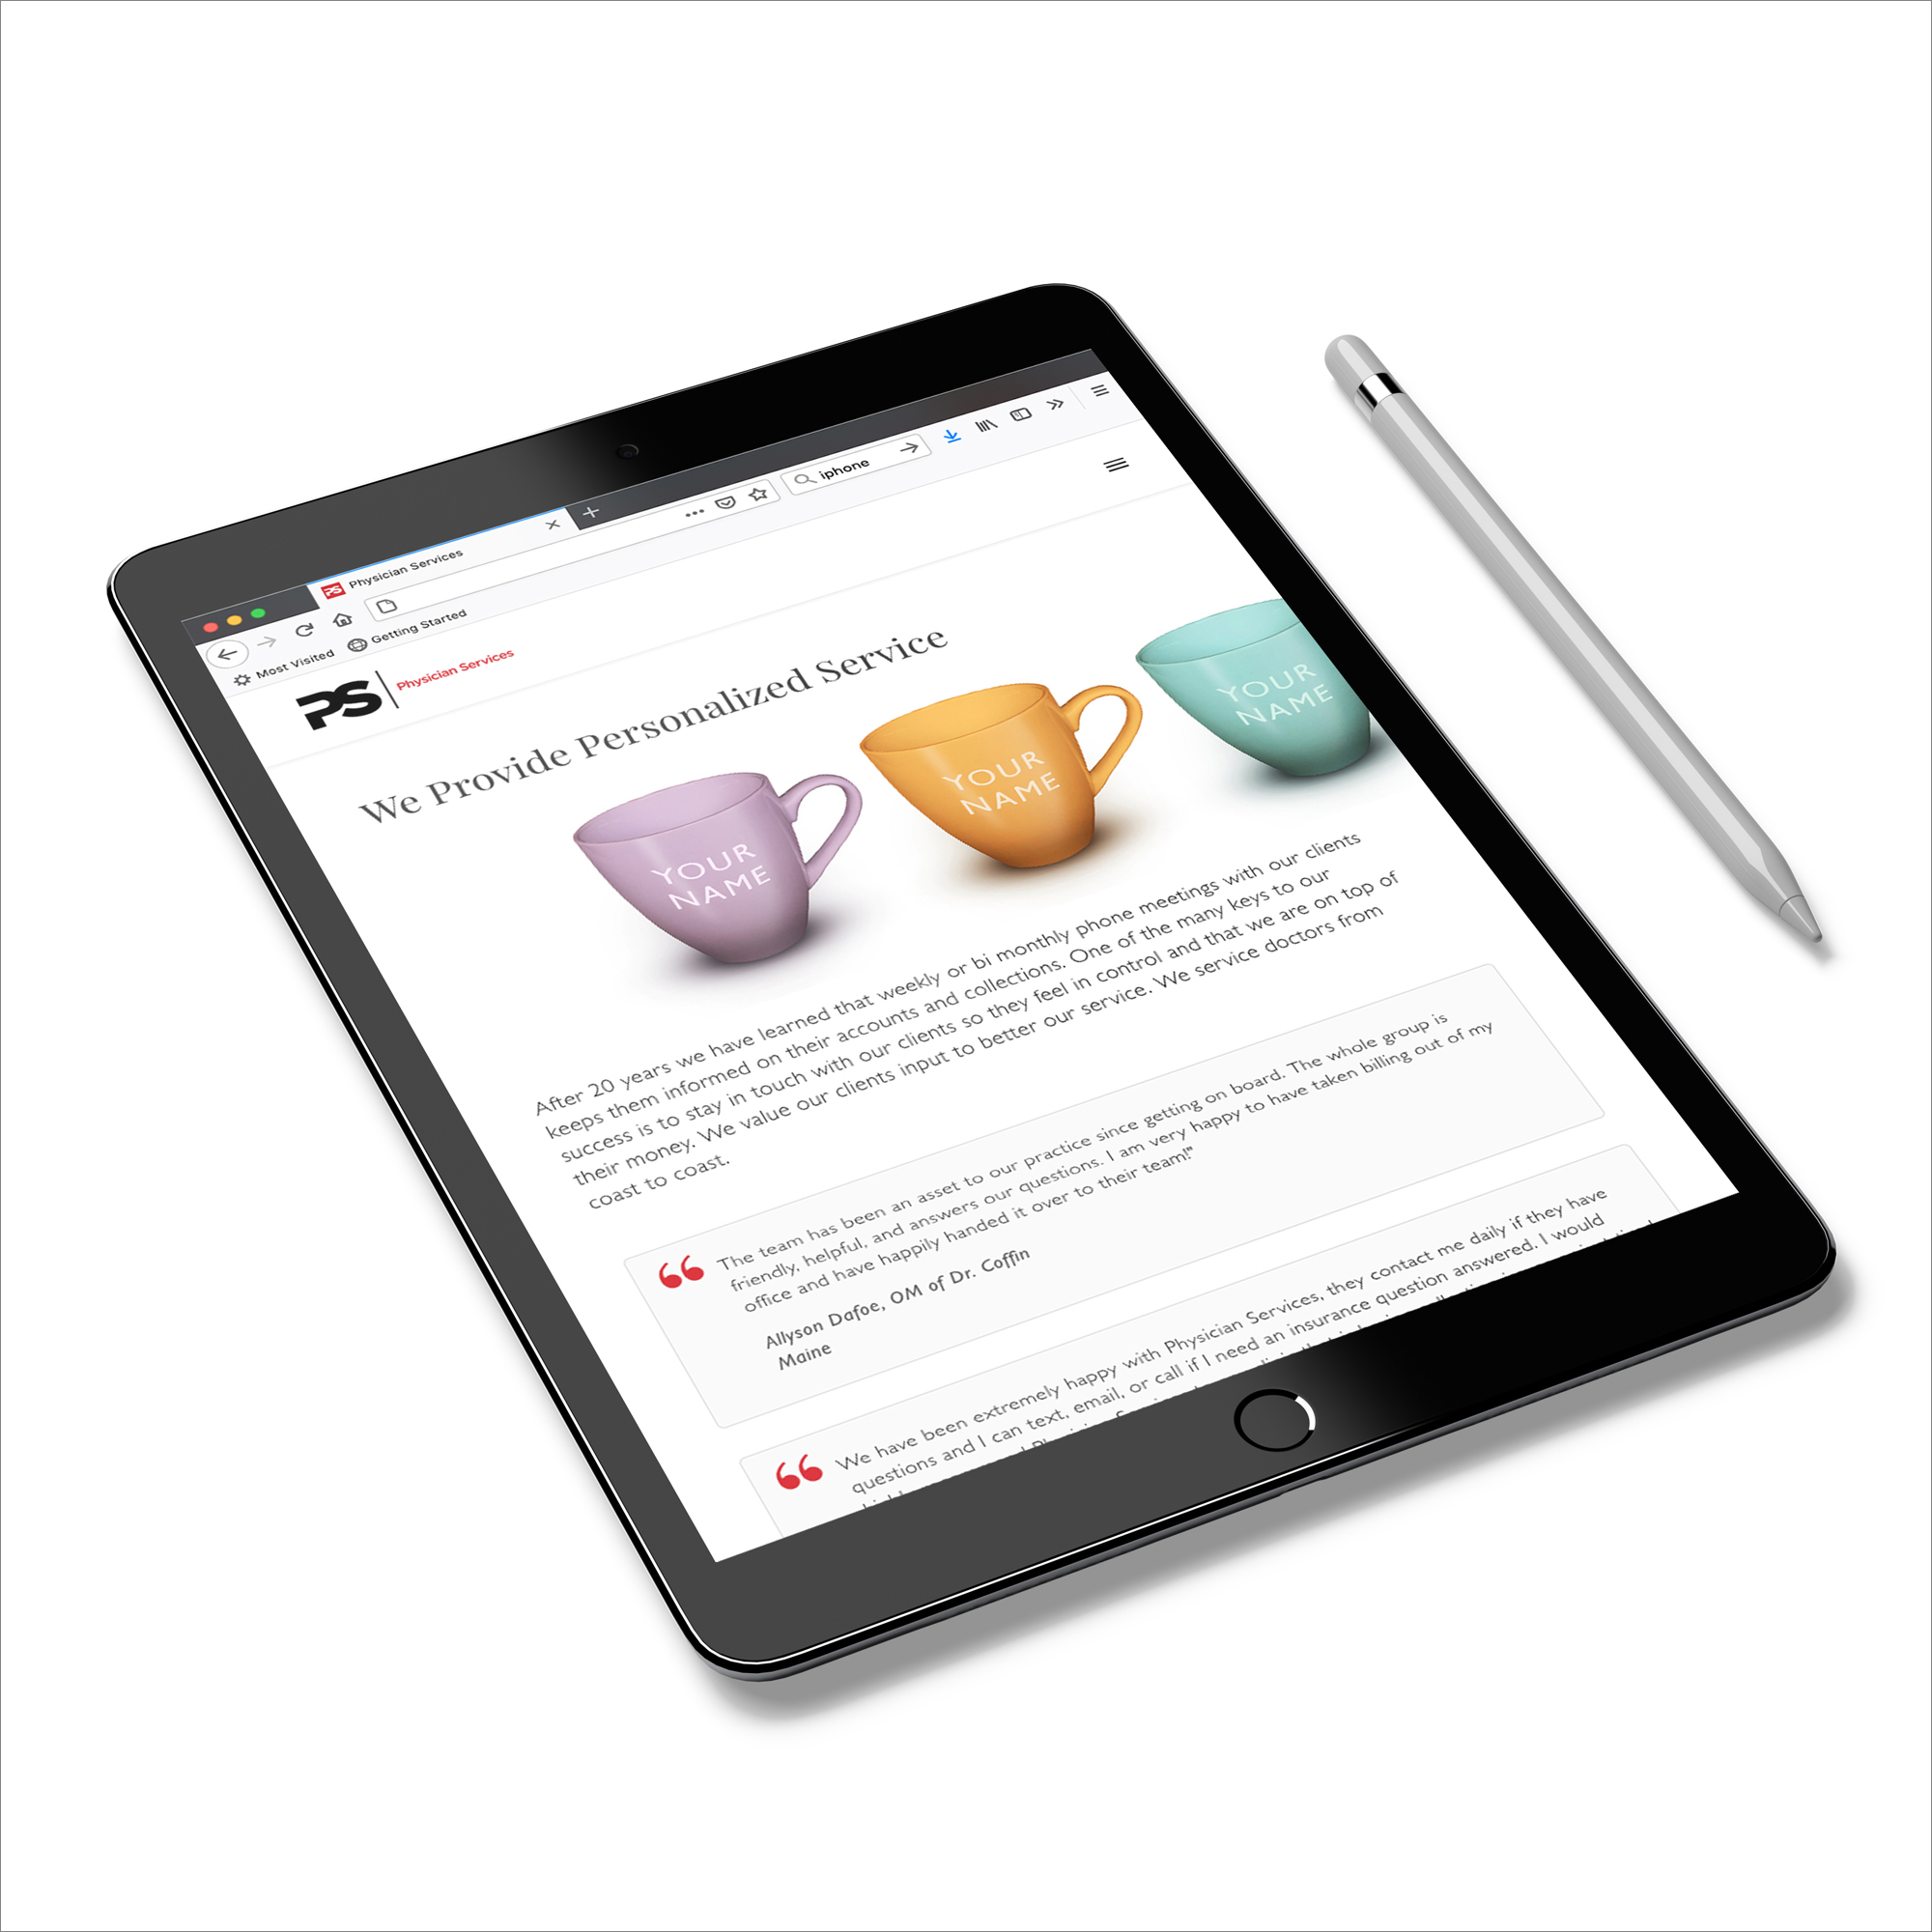 Physician Services
iphone
Most Visited
Getting Started
PS
Physician Services
We Provide Personalized Service
YOUR
NAME
YOUR
NAME
YOUR
NAME
After 20 years we have learned that weekly or bi monthly phone meetings with our clients
keeps them informed on their accounts and collections. One of the many keys to our
success is to stay in touch with our clients so they feel in control and that we are on top of
their money. We value our clients input to better our service. We service doctors from
coast to coast.
The team has been an asset to our practice since getting on board. The whole group is
friendly, helpful, and answers our questions. I am very happy to have taken billing out of my
office and have happily handed it over to their team!"
Allyson Dafoe, OM of Dr. Coffin
Maine
We have been extremely happy with Physician Services, they contact me daily if they have
questions and I can text, email, or call if I need an insurance question answered. I would